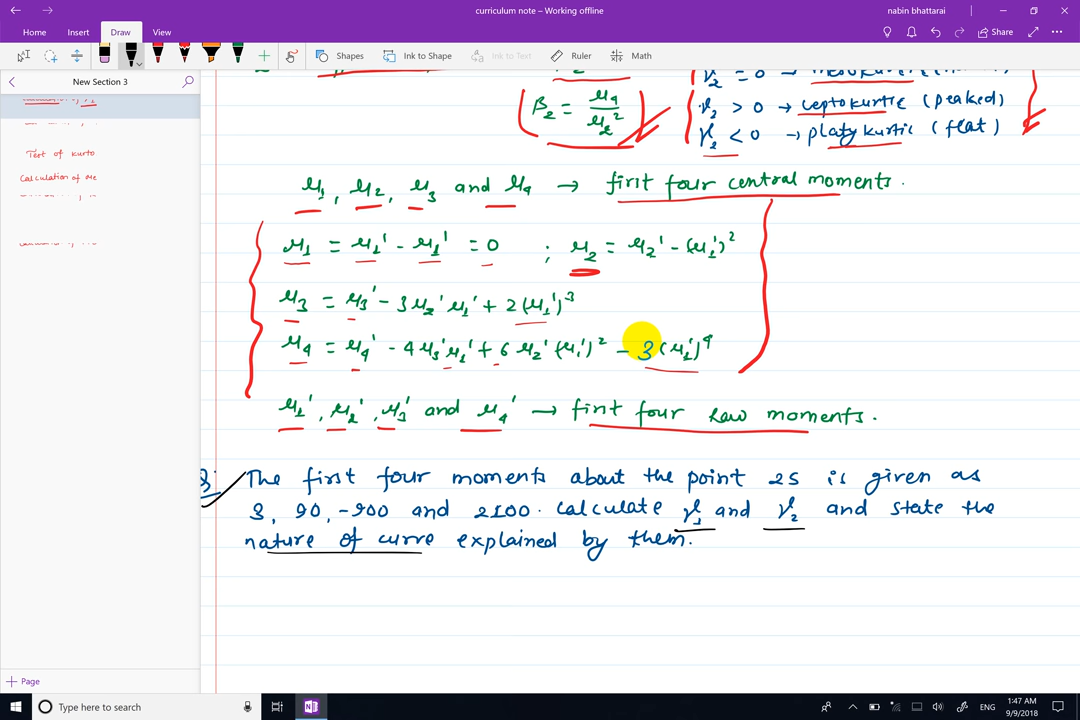 curriculum note – Working offline
nabin bhattarai
Home Insert Draw View
Share
Shapes Ink to Shape Ink to Text Ruler Math
New Section 3
Test of Kurto
Calculation of Me
Page
γ₂ = 0 →
β₂ = μ₄ / μ₂²
γ₂ > 0 → Leptokurtic (peaked)
γ₂ < 0 → platykurtic (flat)
μ₁, μ₂, μ₃ and μ₄ → first four central moments.
μ₁ = μ₁' - μ₁' = 0 ; μ₂ = μ₂' - (μ₁')²
μ₃ = μ₃' - 3μ₂'μ₁' + 2(μ₁')³
μ₄ = μ₄' - 4μ₃'μ₁' + 6μ₂'(μ₁')² - 3(μ₁')⁴
μ₁', μ₂', μ₃' and μ₄' → first four raw moments.
The first four moments about the point 25 is given as
3, 90, -900 and 2100. Calculate γ₁ and γ₂ and state the
nature of curve explained by them.
Type here to search
1:47 AM
ENG
9/9/2018